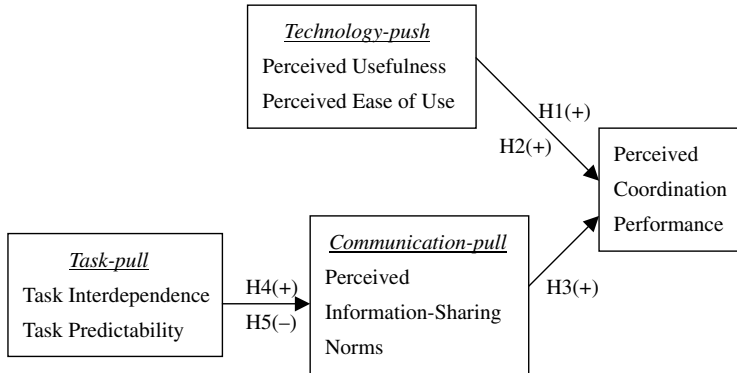 Technology-push
Perceived Usefulness
Perceived Ease of Use
H1(+)
H2(+)
Perceived
Coordination
Performance
Task-pull
Task Interdependence
Task Predictability
H4(+)
H5(–)
Communication-pull
Perceived
Information-Sharing
Norms
H3(+)